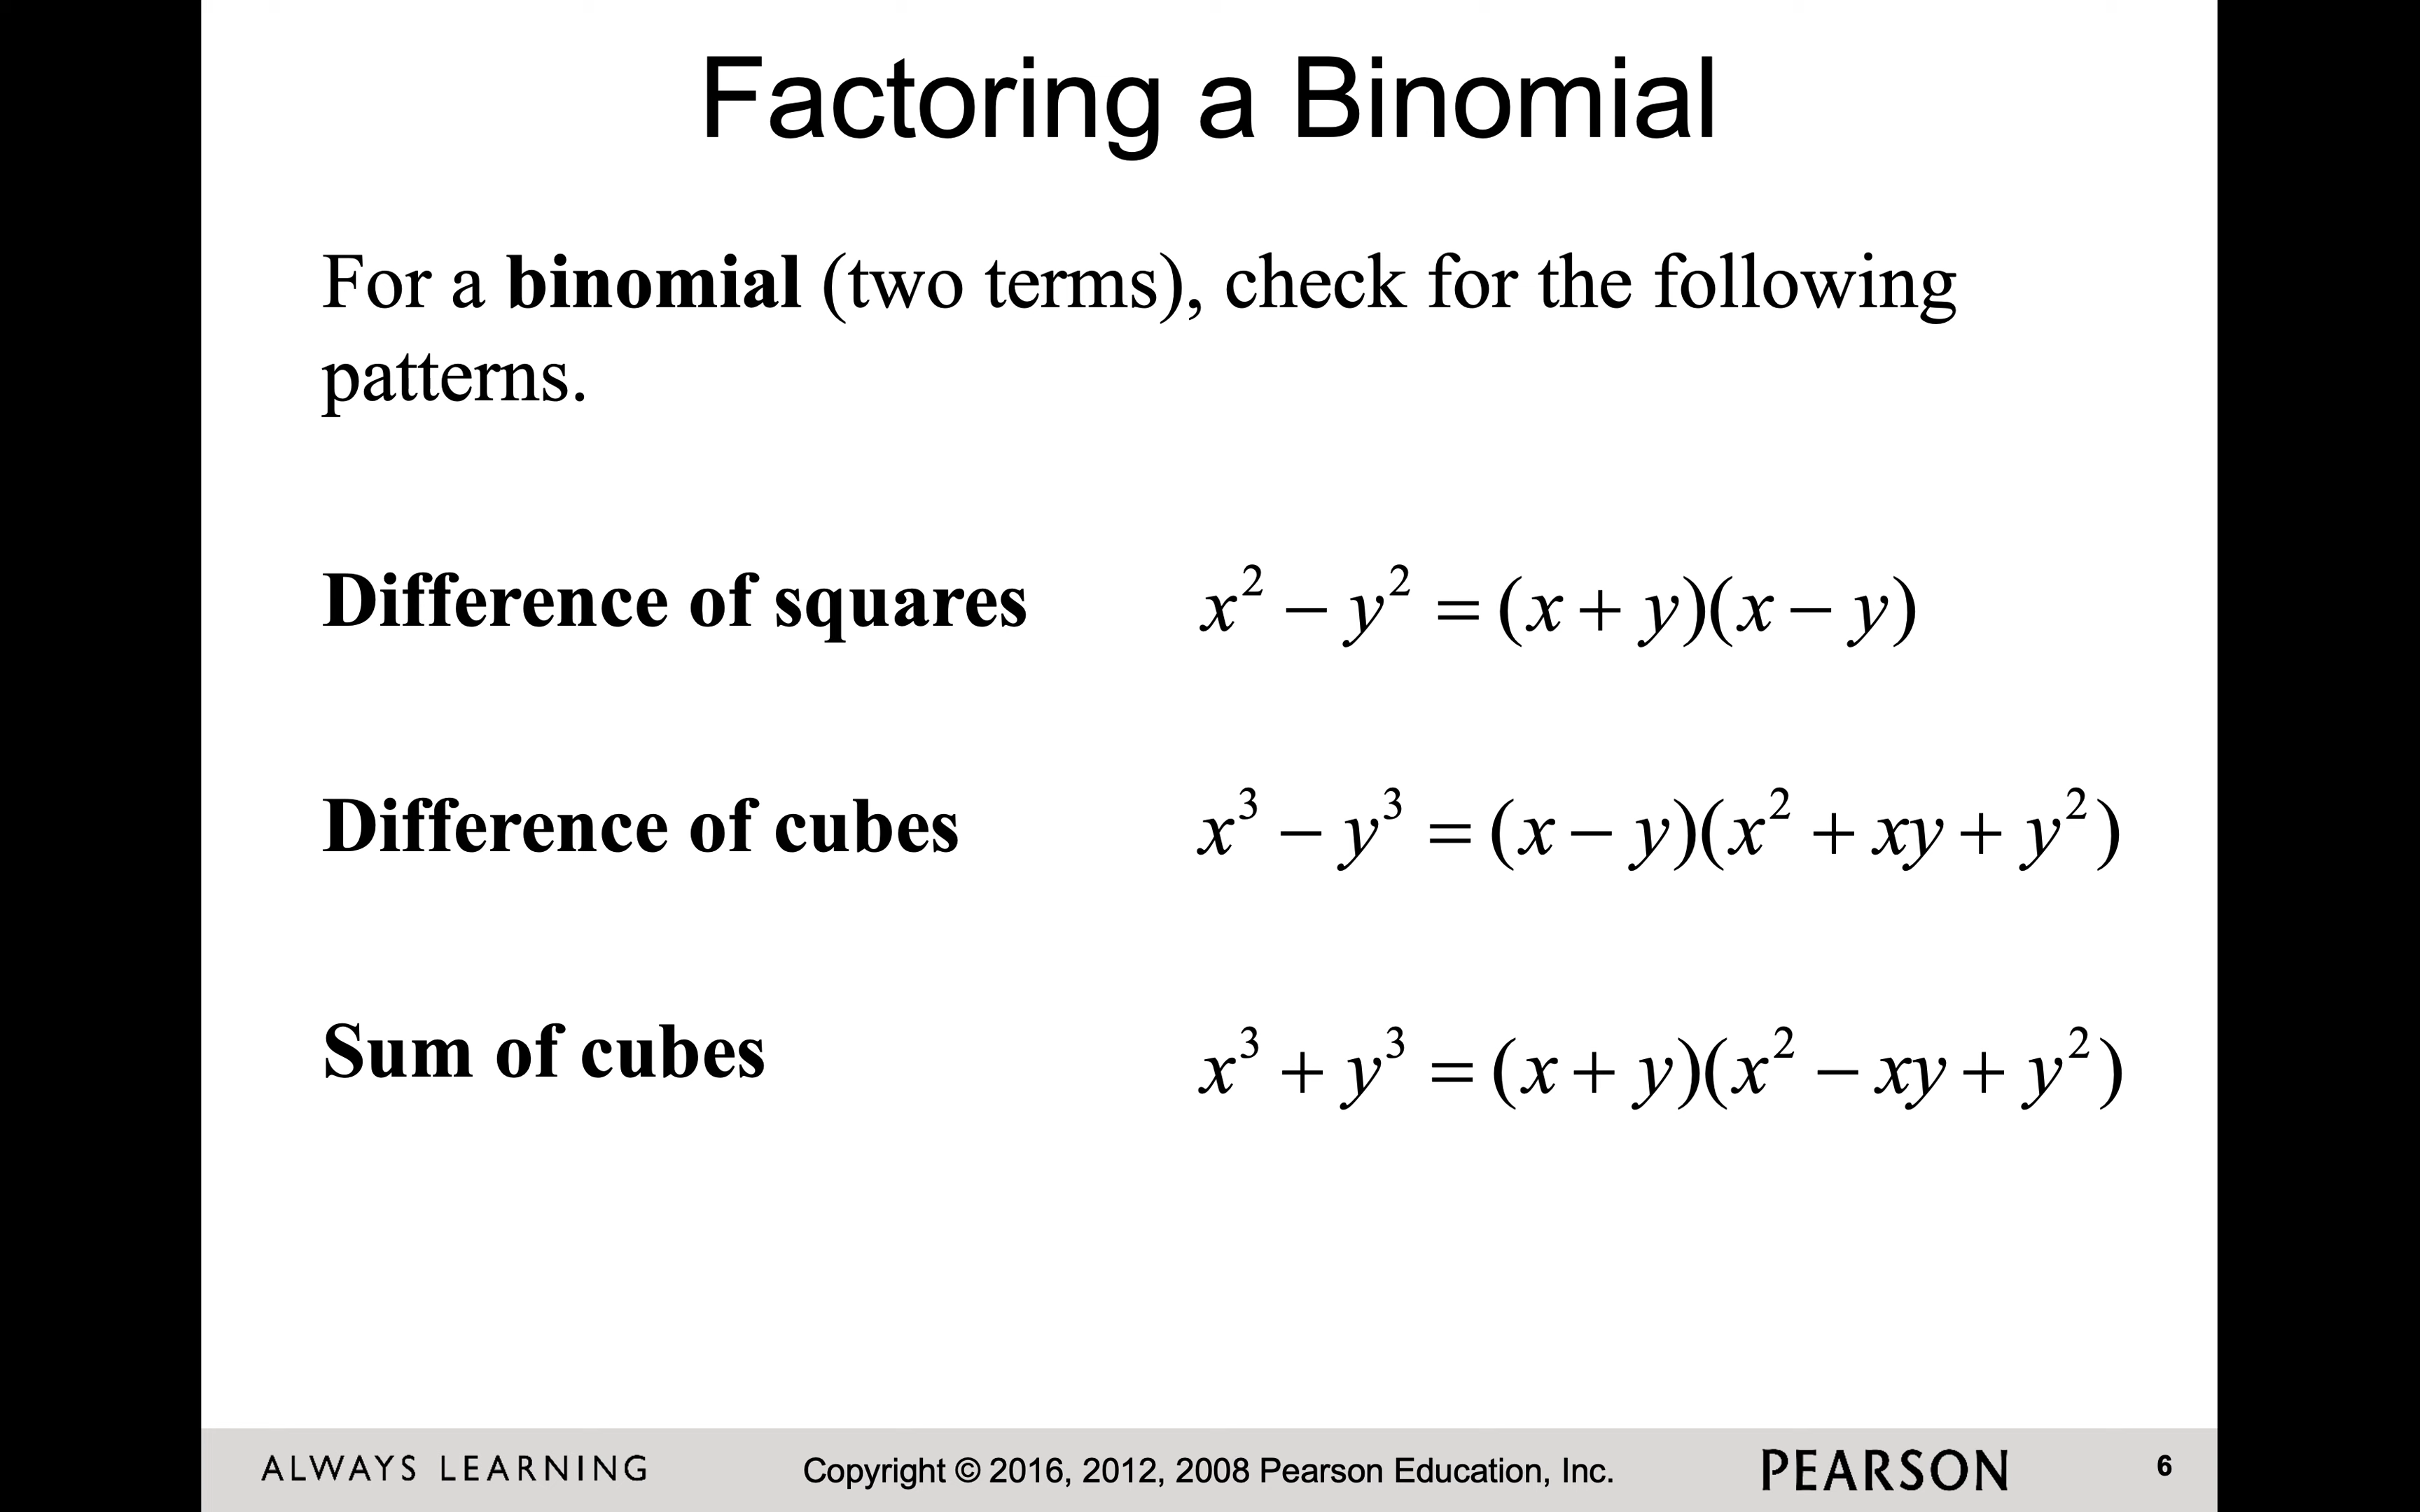 Factoring a Binomial
For a binomial (two terms), check for the following
patterns.
Difference of squares x² − y² = (x + y)(x − y)
Difference of cubes x³ − y³ = (x − y)(x² + xy + y²)
Sum of cubes x³ + y³ = (x + y)(x² − xy + y²)
ALWAYS LEARNING Copyright © 2016, 2012, 2008 Pearson Education, Inc. PEARSON 6